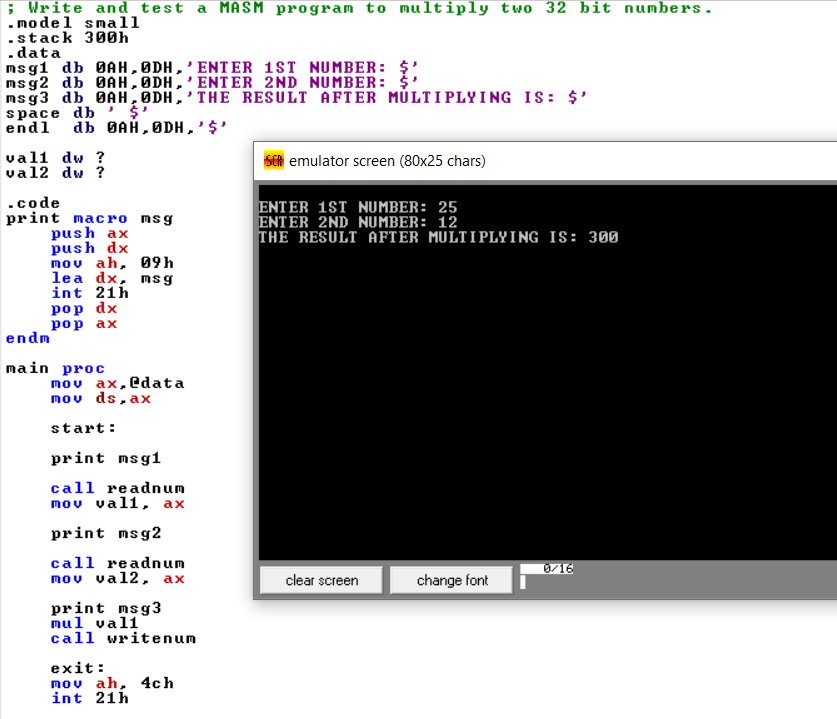 ; Write and test a MASM program to multiply two 32 bit numbers.
.model small
.stack 300h
.data
msg1 db 0AH,0DH,'ENTER 1ST NUMBER: $'
msg2 db 0AH,0DH,'ENTER 2ND NUMBER: $'
msg3 db 0AH,0DH,'THE RESULT AFTER MULTIPLYING IS: $'
space db ' $'
endl  db 0AH,0DH,'$'
val1 dw ?
val2 dw ?
.code
print macro msg
push ax
push dx
mov ah, 09h
lea dx, msg
int 21h
pop dx
pop ax
endm
main proc
mov ax,@data
mov ds,ax
start:
print msg1
call readnum
mov val1, ax
print msg2
call readnum
mov val2, ax
print msg3
mul val1
call writenum
exit:
mov ah, 4ch
int 21h
SCR emulator screen (80x25 chars)
ENTER 1ST NUMBER: 25
ENTER 2ND NUMBER: 12
THE RESULT AFTER MULTIPLYING IS: 300
clear screen change font 0/16